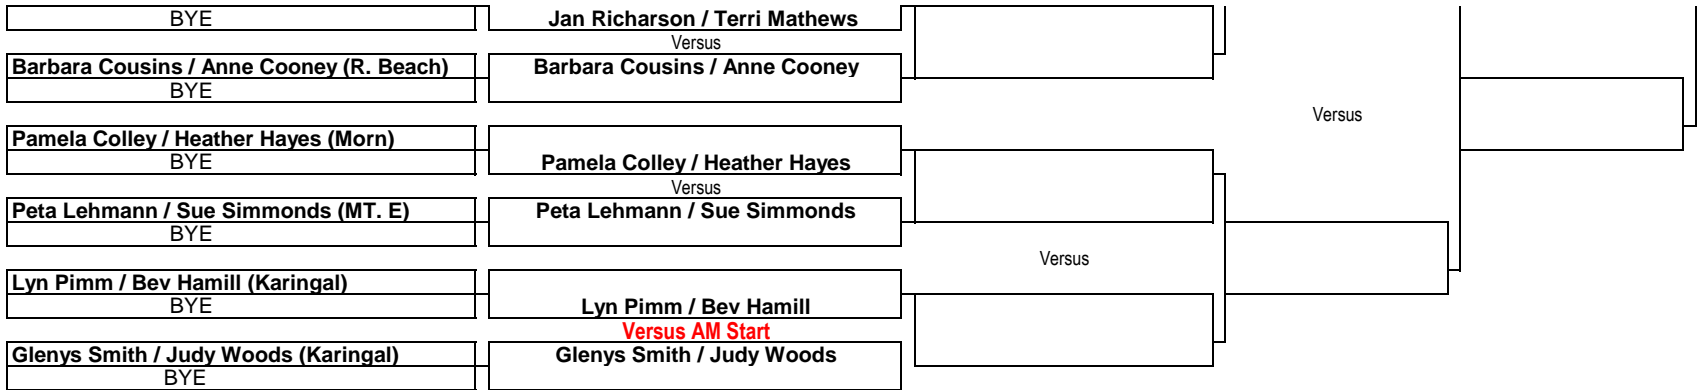 BYE
Jan Richarson / Terri Mathews
Versus
Barbara Cousins / Anne Cooney (R. Beach)
Barbara Cousins / Anne Cooney
BYE
Versus
Pamela Colley / Heather Hayes (Morn)
BYE
Pamela Colley / Heather Hayes
Versus
Peta Lehmann / Sue Simmonds (MT. E)
Peta Lehmann / Sue Simmonds
BYE
Versus
Lyn Pimm / Bev Hamill (Karingal)
BYE
Lyn Pimm / Bev Hamill
Versus AM Start
Glenys Smith / Judy Woods (Karingal)
Glenys Smith / Judy Woods
BYE